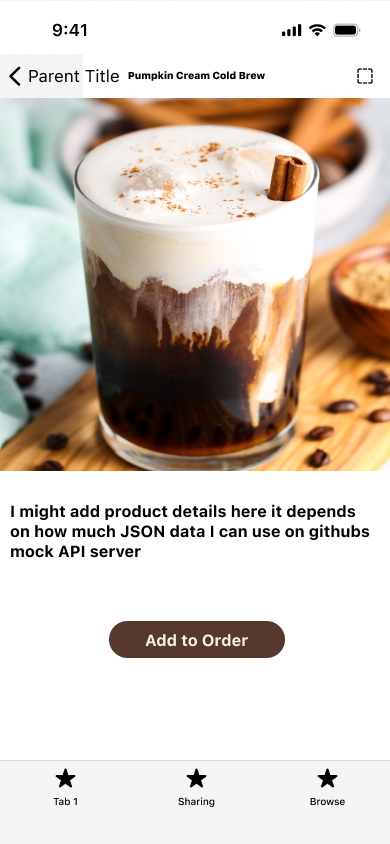 9:41
Parent Title Pumpkin Cream Cold Brew
I might add product details here it depends
on how much JSON data I can use on githubs
mock API server
Add to Order
Tab 1 Sharing Browse